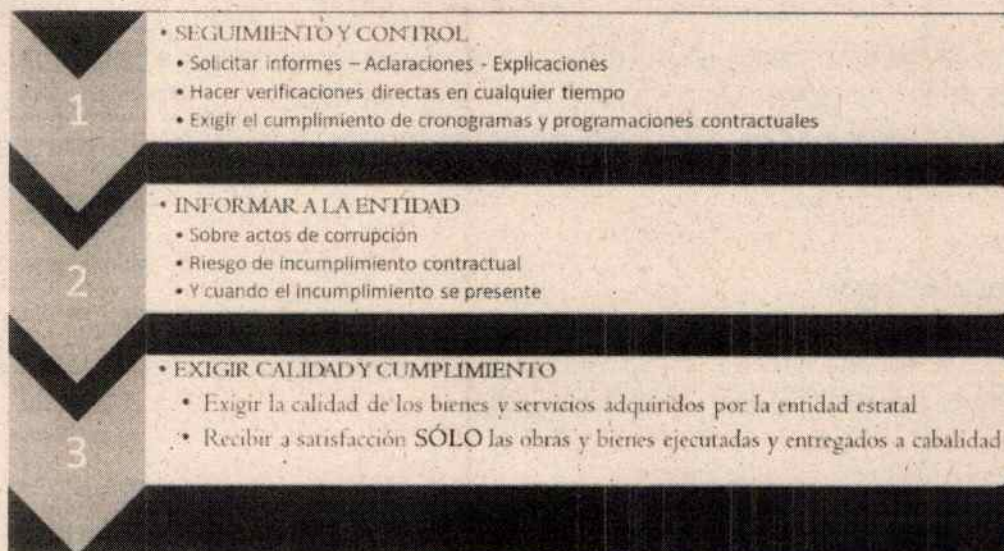 1
• SEGUIMIENTO Y CONTROL
• Solicitar informes – Aclaraciones - Explicaciones
• Hacer verificaciones directas en cualquier tiempo
• Exigir el cumplimiento de cronogramas y programaciones contractuales
2
• INFORMAR A LA ENTIDAD
• Sobre actos de corrupción
• Riesgo de incumplimiento contractual
• Y cuando el incumplimiento se presente
3
• EXIGIR CALIDAD Y CUMPLIMIENTO
• Exigir la calidad de los bienes y servicios adquiridos por la entidad estatal
• Recibir a satisfacción SÓLO las obras y bienes ejecutadas y entregados a cabalidad